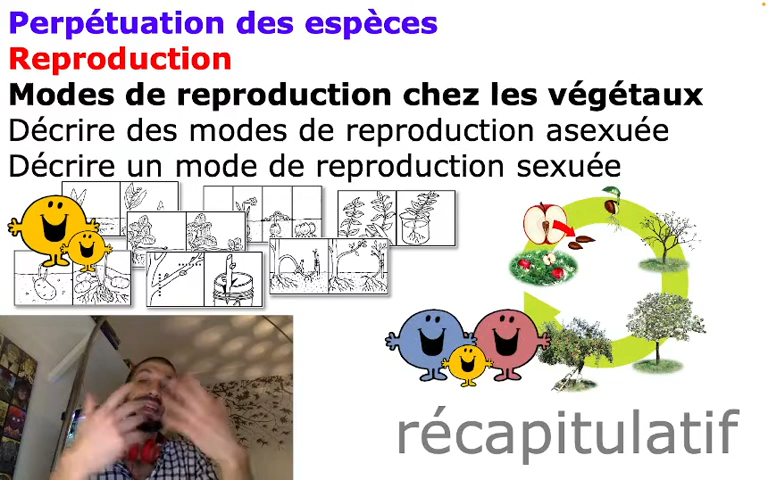 Perpétuation des espèces
Reproduction
Modes de reproduction chez les végétaux
Décrire des modes de reproduction asexuée
Décrire un mode de reproduction sexuée
récapitulatif